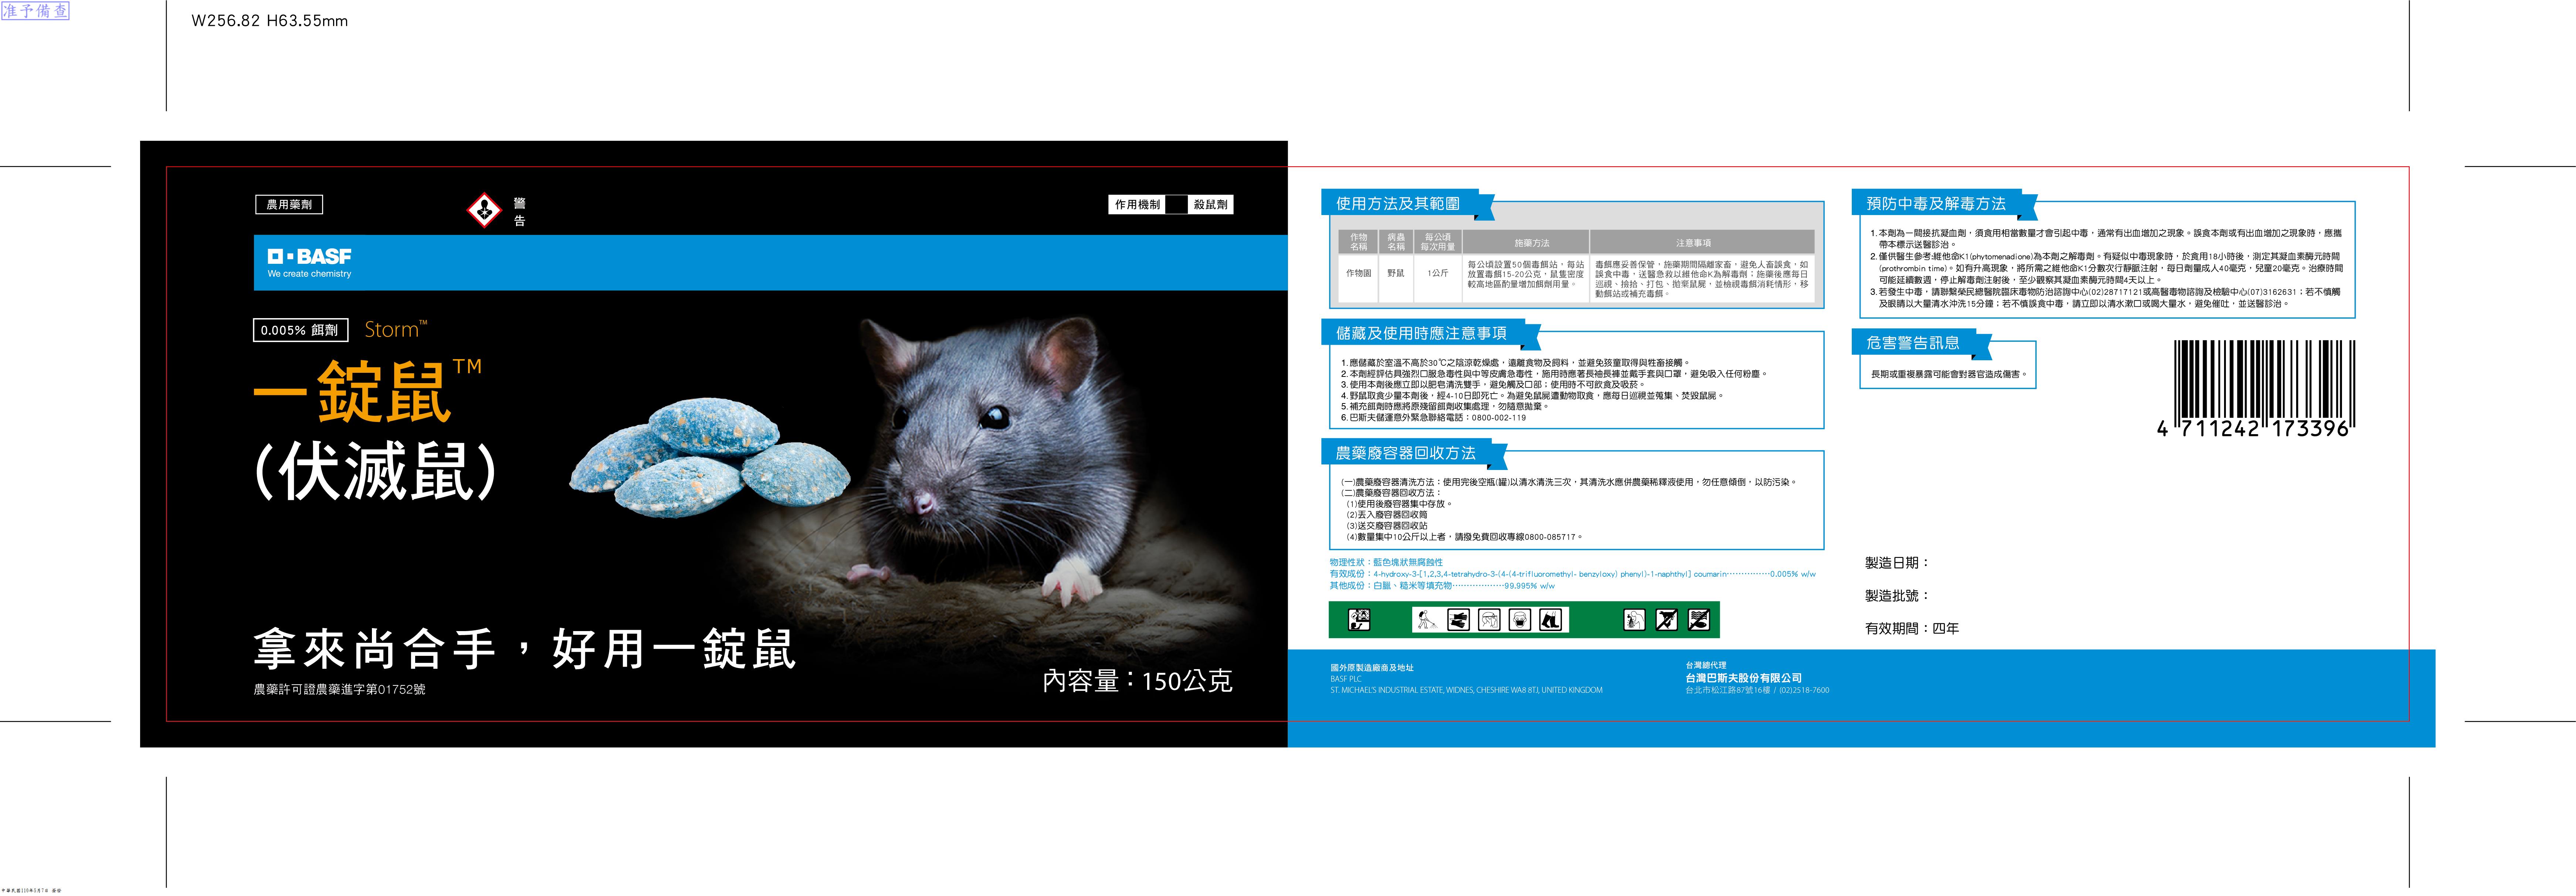 准予備查
W256.82 H63.55mm
農用藥劑
警
告
作用機制
殺鼠劑
BASF
We create chemistry
0.005% 餌劑
Storm™
一錠鼠™
(伏滅鼠)
拿來尚合手，好用一錠鼠
農藥許可證農藥進字第01752號
內容量：150公克
使用方法及其範圍
作物名稱 病蟲名稱 每公頃每次用量 施藥方法 注意事項
作物園 野鼠 1公斤
每公頃設置50個毒餌站，每站
放置毒餌15-20公克，鼠隻密度
較高地區酌量增加餌劑用量。
毒餌應妥善保管，施藥期間隔離家畜，避免人畜誤食，如
誤食中毒，送醫急救以維他命K為解毒劑；施藥後應每日
巡視、撿拾、打包、拋棄鼠屍，並檢視毒餌消耗情形，移
動餌站或補充毒餌。
儲藏及使用時應注意事項
1.應儲藏於室溫不高於30℃之陰涼乾燥處，遠離食物及飼料，並避免孩童取得與牲畜接觸。
2.本劑經評估具強烈口服急毒性與中等皮膚急毒性，施用時應著長袖長褲並戴手套與口罩，避免吸入任何粉塵。
3.使用本劑後應立即以肥皂清洗雙手，避免觸及口部；使用時不可飲食及吸菸。
4.野鼠取食少量本劑後，經4-10日即死亡。為避免鼠屍遭動物取食，應每日巡視並蒐集、焚毀鼠屍。
5.補充餌劑時應將原殘留餌劑收集處理，勿隨意拋棄。
6.巴斯夫儲運意外緊急聯絡電話：0800-002-119
農藥廢容器回收方法
(一)農藥廢容器清洗方法：使用完後空瓶(罐)以清水清洗三次，其清洗水應併農藥稀釋液使用，勿任意傾倒，以防污染。
(二)農藥廢容器回收方法：
(1)使用後廢容器集中存放。
(2)丟入廢容器回收筒
(3)送交廢容器回收站
(4)數量集中10公斤以上者，請撥免費回收專線0800-085717。
物理性狀：藍色塊狀無腐蝕性
有效成份：4-hydroxy-3-[1,2,3,4-tetrahydro-3-(4-(4-trifluoromethyl- benzyloxy) phenyl)-1-naphthyl] coumarin···············0.005% w/w
其他成份：白臘、糙米等填充物··················99.995% w/w
國外原製造廠商及地址
BASF PLC
ST. MICHAEL'S INDUSTRIAL ESTATE, WIDNES, CHESHIRE WA8 8TJ, UNITED KINGDOM
台灣總代理
台灣巴斯夫股份有限公司
台北市松江路87號16樓 / (02)2518-7600
預防中毒及解毒方法
1.本劑為一間接抗凝血劑，須食用相當數量才會引起中毒，通常有出血增加之現象。誤食本劑或有出血增加之現象時，應攜
帶本標示送醫診治。
2.僅供醫生參考:維他命K1(phytomenadione)為本劑之解毒劑。有疑似中毒現象時，於食用18小時後，測定其凝血素酶元時間
(prothrombin time)。如有升高現象，將所需之維他命K1分數次行靜脈注射，每日劑量成人40毫克，兒童20毫克。治療時間
可能延續數週，停止解毒劑注射後，至少觀察其凝血素酶元時間4天以上。
3.若發生中毒，請聯繫榮民總醫院臨床毒物防治諮詢中心(02)28717121或高醫毒物諮詢及檢驗中心(07)3162631；若不慎觸
及眼睛以大量清水沖洗15分鐘；若不慎誤食中毒，請立即以清水漱口或喝大量水，避免催吐，並送醫診治。
危害警告訊息
長期或重複暴露可能會對器官造成傷害。
4 711242 173396
製造日期：
製造批號：
有效期間：四年